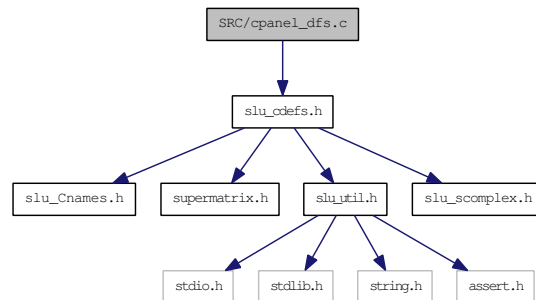 SRC/cpanel_dfs.c
slu_cdefs.h
slu_Cnames.h supermatrix.h slu_util.h slu_scomplex.h
stdio.h stdlib.h string.h assert.h